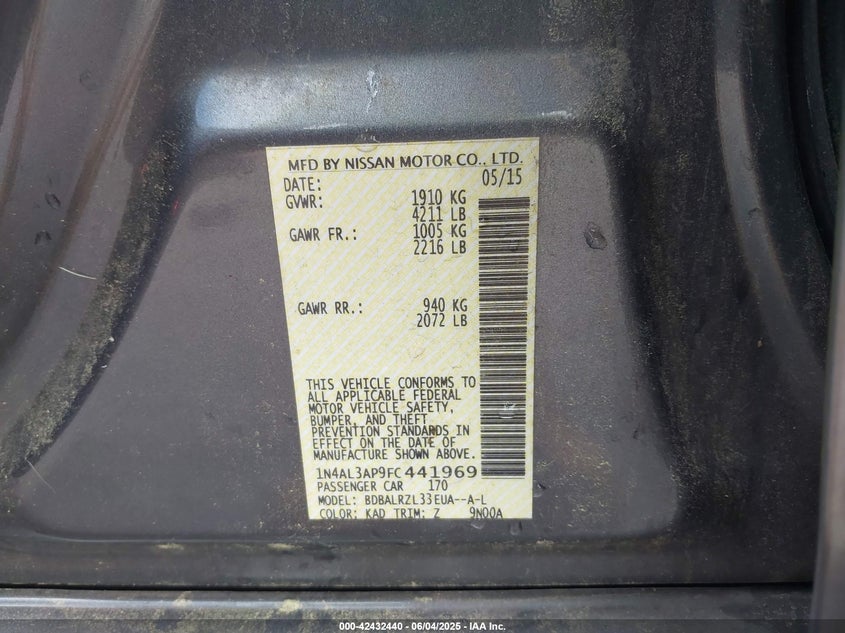 MFD BY NISSAN MOTOR CO., LTD.
DATE: 05/15
GVWR: 1910 KG
4211 LB
GAWR FR.: 1005 KG
2216 LB
GAWR RR.: 940 KG
2072 LB
THIS VEHICLE CONFORMS TO
ALL APPLICABLE FEDERAL
MOTOR VEHICLE SAFETY,
BUMPER, AND THEFT
PREVENTION STANDARDS IN
EFFECT ON THE DATE OF
MANUFACTURE SHOWN ABOVE.
1N4AL3AP9FC441969
PASSENGER CAR 170
MODEL: BDBALRZL33EUA--A-L
COLOR: KAD TRIM: Z 9N00A
000-42432440 - 06/04/2025 - IAA Inc.